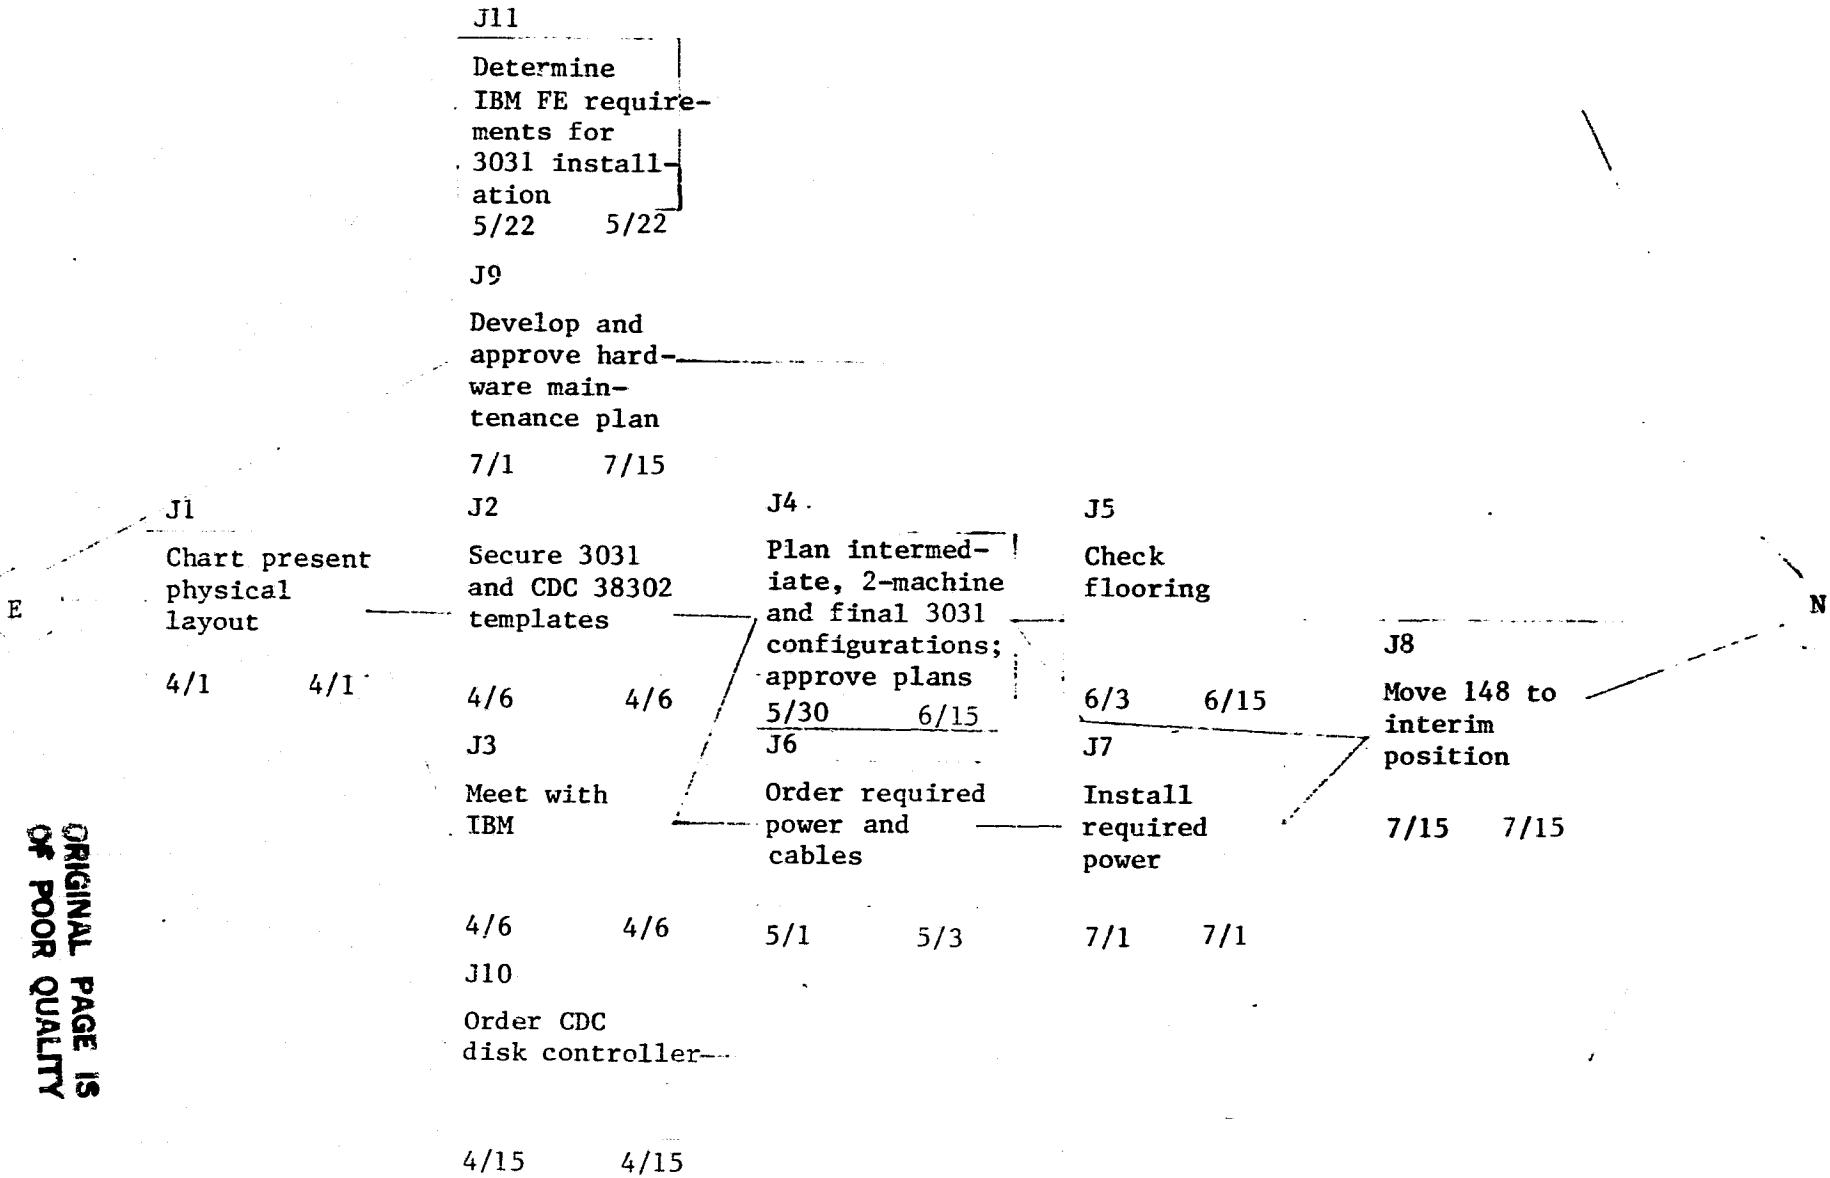 J11
Determine
IBM FE require-
ments for
3031 install-
ation
5/22 5/22
J9
Develop and
approve hard-
ware main-
tenance plan
7/1 7/15
J1
Chart present
physical
layout
4/1 4/1
J2
Secure 3031
and CDC 38302
templates
4/6 4/6
J4
Plan intermed-
iate, 2-machine
and final 3031
configurations;
approve plans
5/30 6/15
J5
Check
flooring
6/3 6/15
E
N
J8
Move 148 to
interim
position
7/15 7/15
J3
Meet with
IBM
4/6 4/6
J6
Order required
power and
cables
5/1 5/3
J7
Install
required
power
7/1 7/1
J10
Order CDC
disk controller
4/15 4/15
ORIGINAL PAGE IS
OF POOR QUALITY